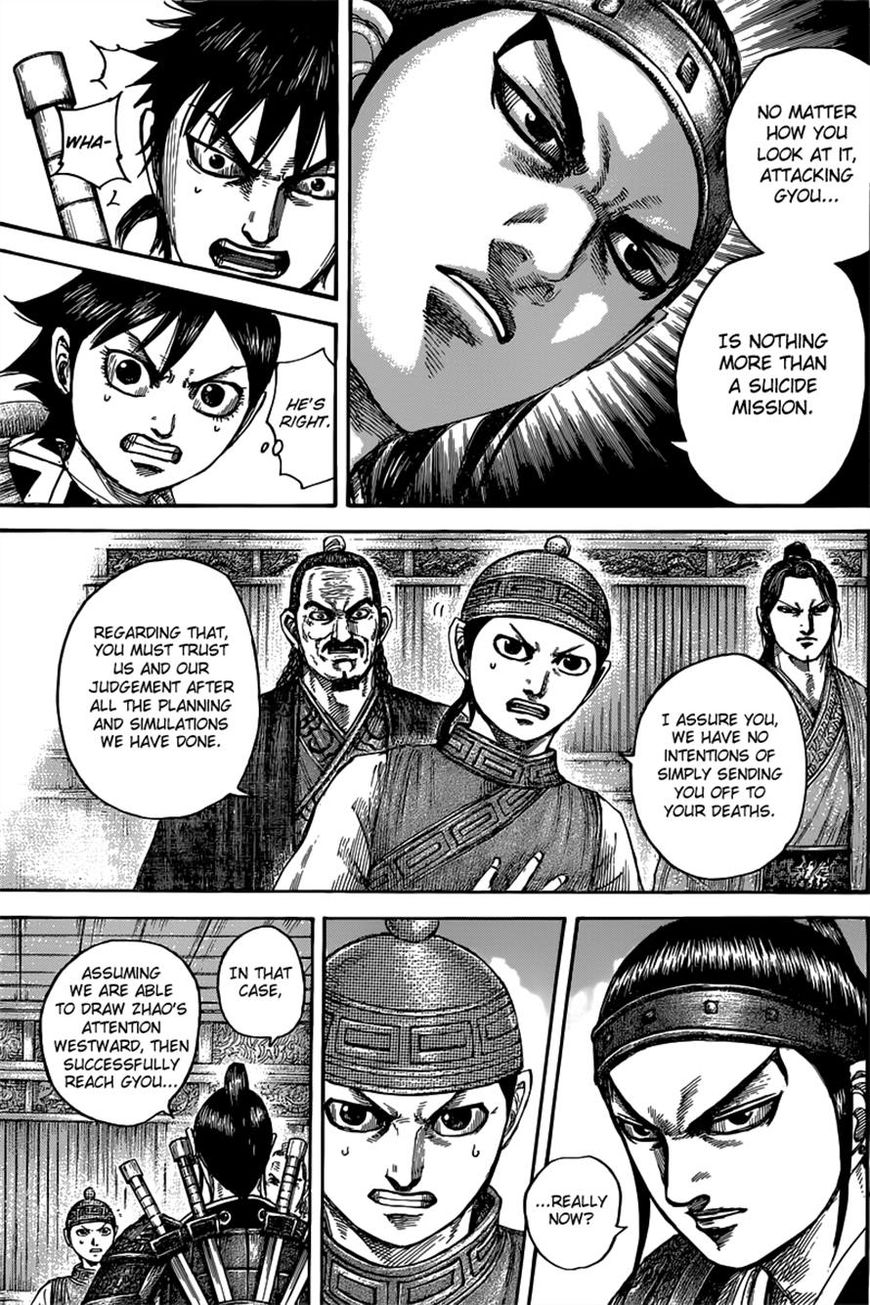 NO MATTER
HOW YOU
LOOK AT IT,
ATTACKING
GYOU...
IS NOTHING
MORE THAN
A SUICIDE
MISSION.
WHA-
HE'S
RIGHT.
I ASSURE YOU,
WE HAVE NO
INTENTIONS OF
SIMPLY SENDING
YOU OFF TO
YOUR DEATHS.
REGARDING THAT,
YOU MUST TRUST
US AND OUR
JUDGEMENT AFTER
ALL THE PLANNING
AND SIMULATIONS
WE HAVE DONE.
...REALLY
NOW?
IN THAT
CASE,
ASSUMING
WE ARE ABLE
TO DRAW ZHAO'S
ATTENTION
WESTWARD, THEN
SUCCESSFULLY
REACH GYOU...